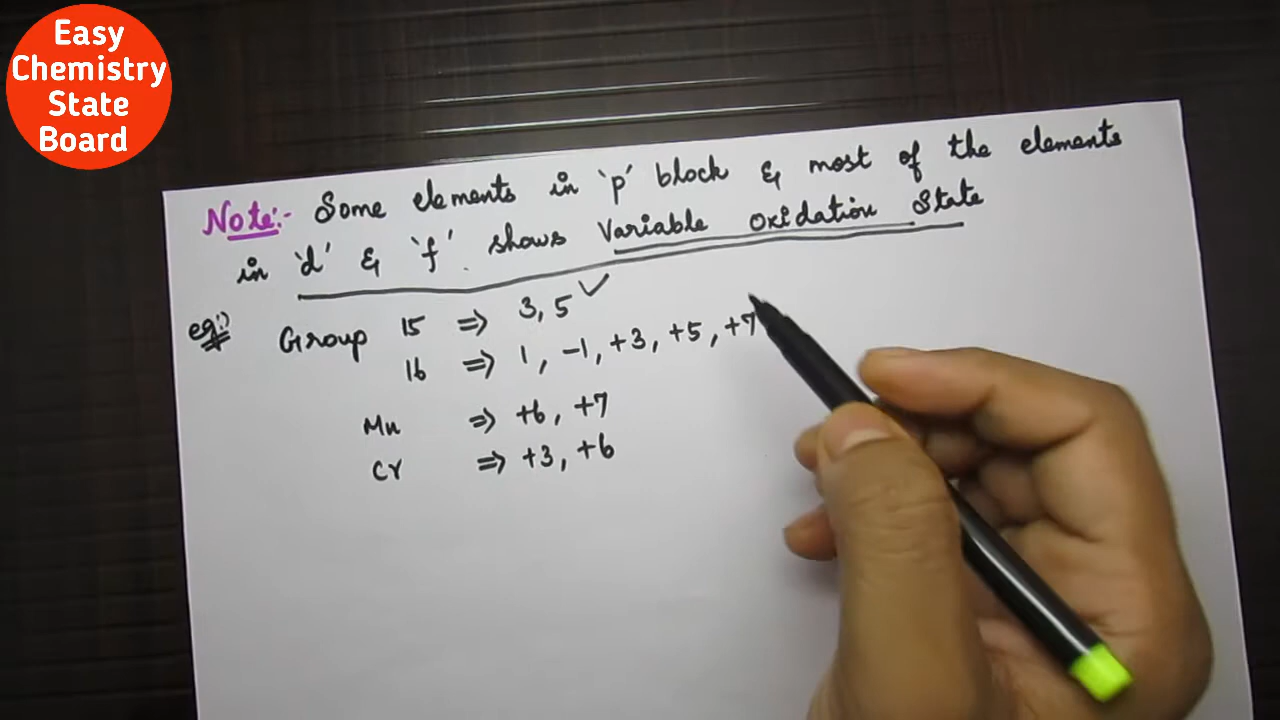 Easy
Chemistry
State
Board
Note:- Some elements in 'p' block & most of the elements
in 'd' & 'f'. shows Variable oxidation State
eg:) Group 15 => 3, 5 ✓
16 => 1, -1, +3, +5, +7
Mn => +6, +7
Cr => +3, +6